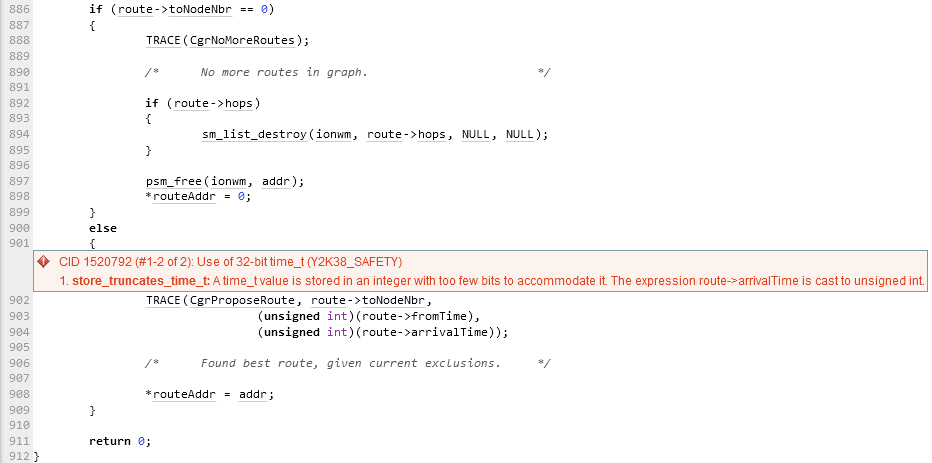 886 if (route->toNodeNbr == 0)
887 {
888 TRACE(CgrNoMoreRoutes);
889
890 /* No more routes in graph. */
891
892 if (route->hops)
893 {
894 sm_list_destroy(ionwm, route->hops, NULL, NULL);
895 }
896
897 psm_free(ionwm, addr);
898 *routeAddr = 0;
899 }
900 else
901 {
CID 1520792 (#1-2 of 2): Use of 32-bit time_t (Y2K38_SAFETY)
1. store_truncates_time_t: A time_t value is stored in an integer with too few bits to accommodate it. The expression route->arrivalTime is cast to unsigned int.
902 TRACE(CgrProposeRoute, route->toNodeNbr,
903 (unsigned int)(route->fromTime),
904 (unsigned int)(route->arrivalTime));
905
906 /* Found best route, given current exclusions. */
907
908 *routeAddr = addr;
909 }
910
911 return 0;
912 }